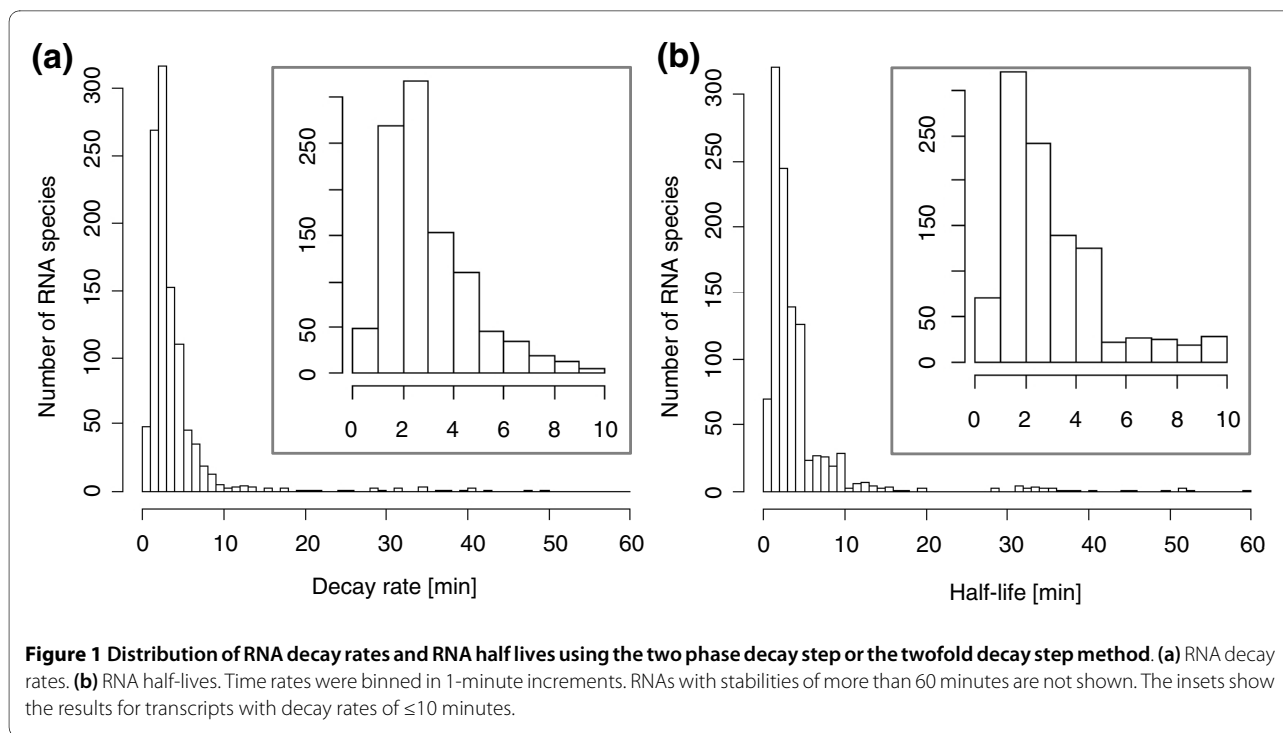 (a)
300
250
200
150
100
50
0
Number of RNA species
250
150
50
0
0 2 4 6 8 10
0 10 20 30 40 50 60
Decay rate [min]
(b)
300
250
200
150
100
50
0
Number of RNA species
250
150
50
0
0 2 4 6 8 10
0 10 20 30 40 50 60
Half-life [min]
Figure 1 Distribution of RNA decay rates and RNA half lives using the two phase decay step or the twofold decay step method. (a) RNA decay
rates. (b) RNA half-lives. Time rates were binned in 1-minute increments. RNAs with stabilities of more than 60 minutes are not shown. The insets show
the results for transcripts with decay rates of ≤10 minutes.